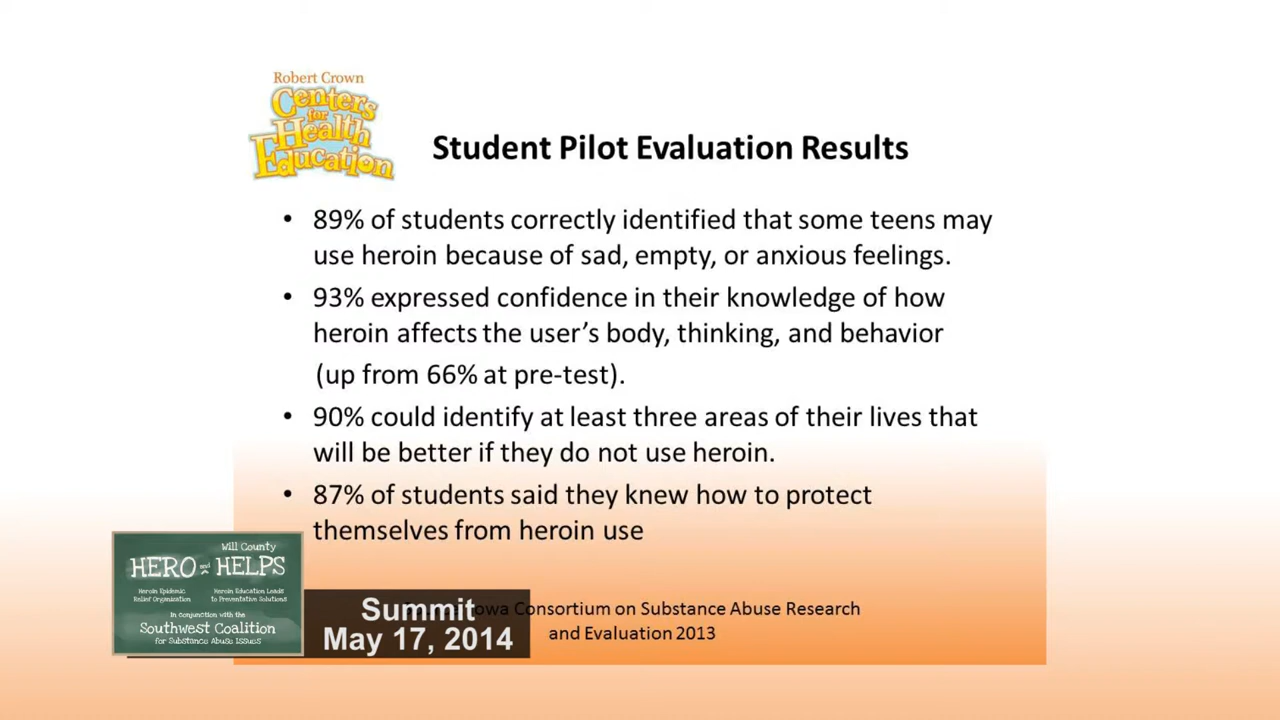 Robert Crown
Centers
for
Health
Education
Student Pilot Evaluation Results
• 89% of students correctly identified that some teens may
use heroin because of sad, empty, or anxious feelings.
• 93% expressed confidence in their knowledge of how
heroin affects the user’s body, thinking, and behavior
(up from 66% at pre-test).
• 90% could identify at least three areas of their lives that
will be better if they do not use heroin.
• 87% of students said they knew how to protect
themselves from heroin use
Will County
HERO and HELPS
Heroin Epidemic
Relief Organization
Heroin Education Leads
to Preventative Solutions
In conjunction with the
Southwest Coalition
for Substance Abuse Issues
Summit
May 17, 2014
Iowa Consortium on Substance Abuse Research
and Evaluation 2013